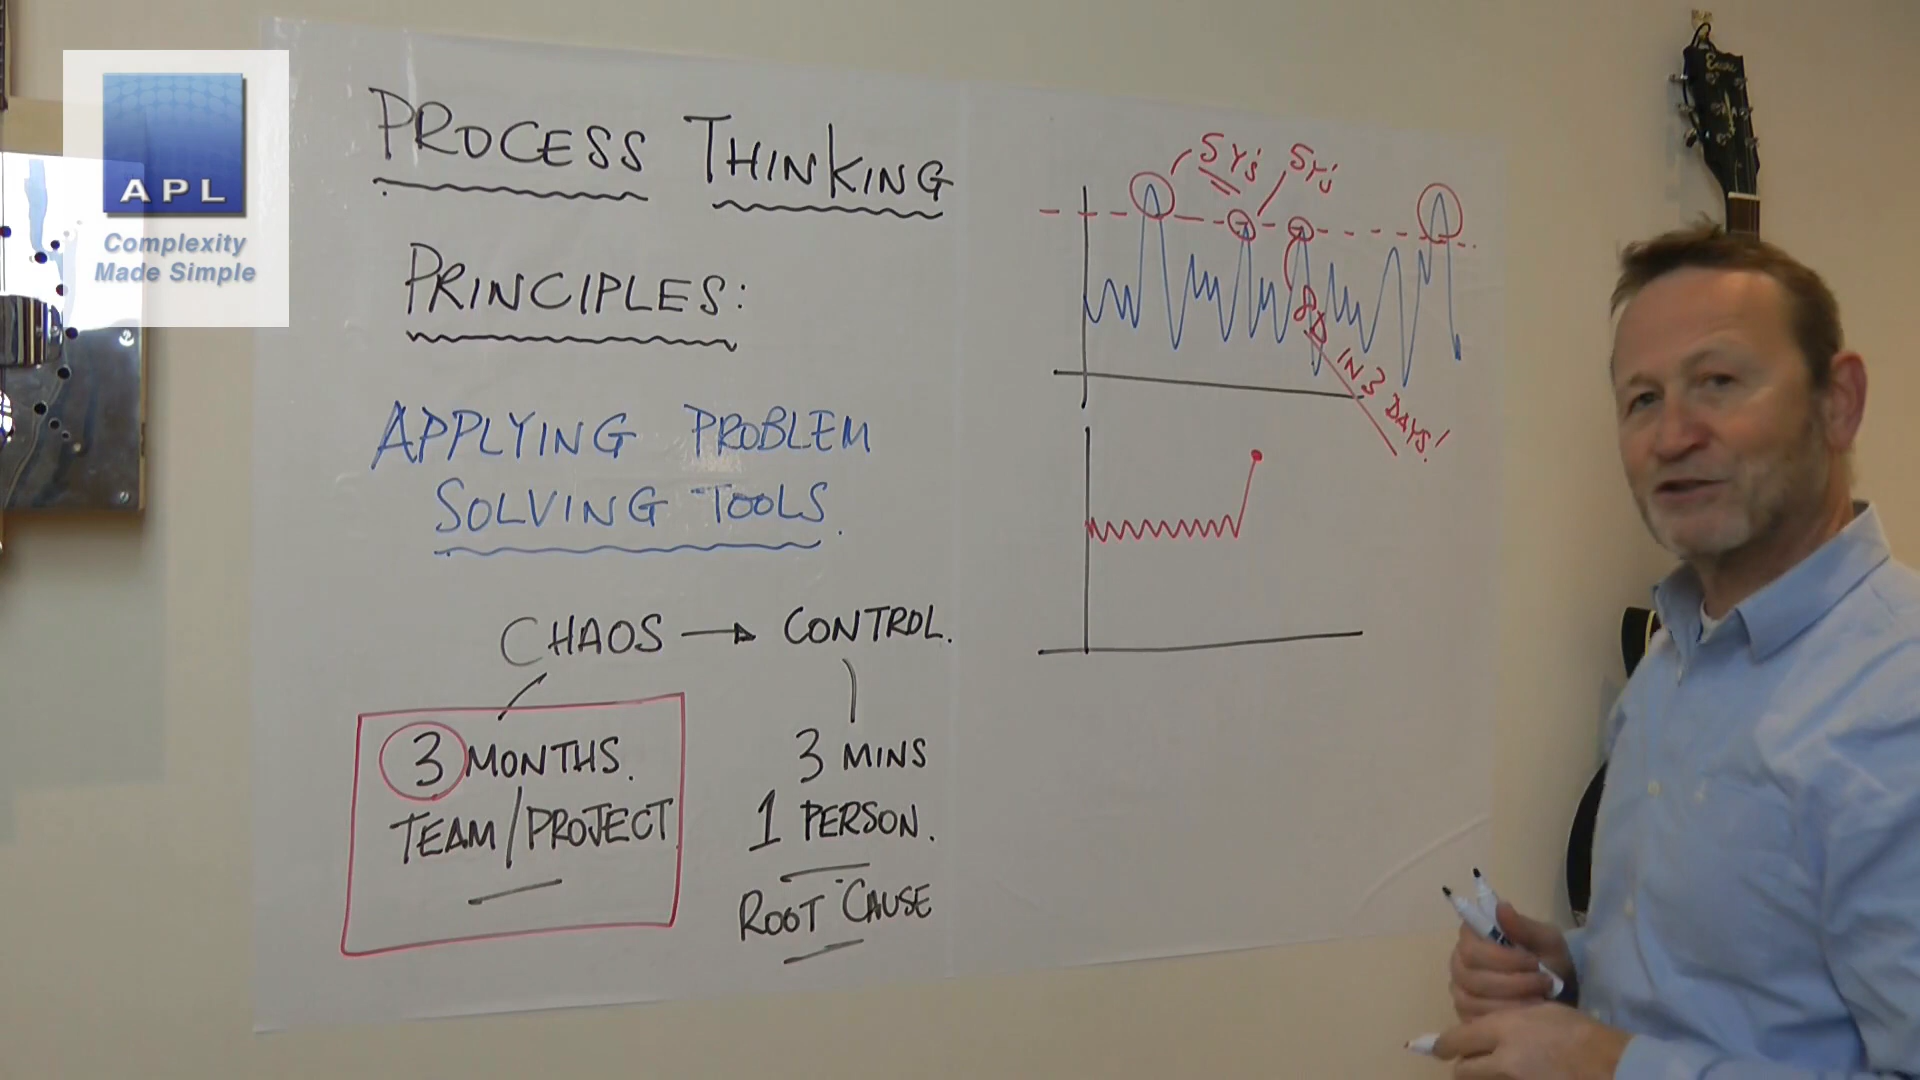 APL
Complexity
Made Simple
PROCESS THINKING
PRINCIPLES:
APPLYING PROBLEM
SOLVING TOOLS.
CHAOS → CONTROL.
3 MONTHS.
TEAM/PROJECT
3 MINS
1 PERSON.
ROOT CAUSE
5Y's
5Y's
8D IN 3 DAYS!